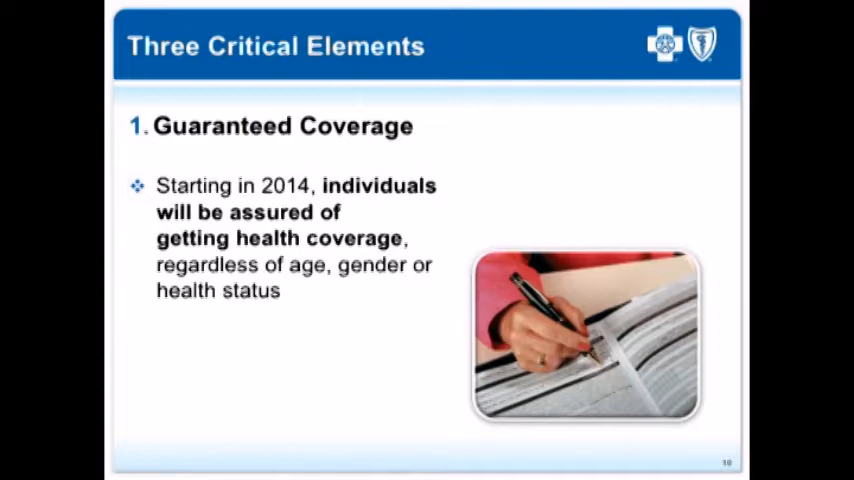 Three Critical Elements
1. Guaranteed Coverage
Starting in 2014, individuals
will be assured of
getting health coverage,
regardless of age, gender or
health status